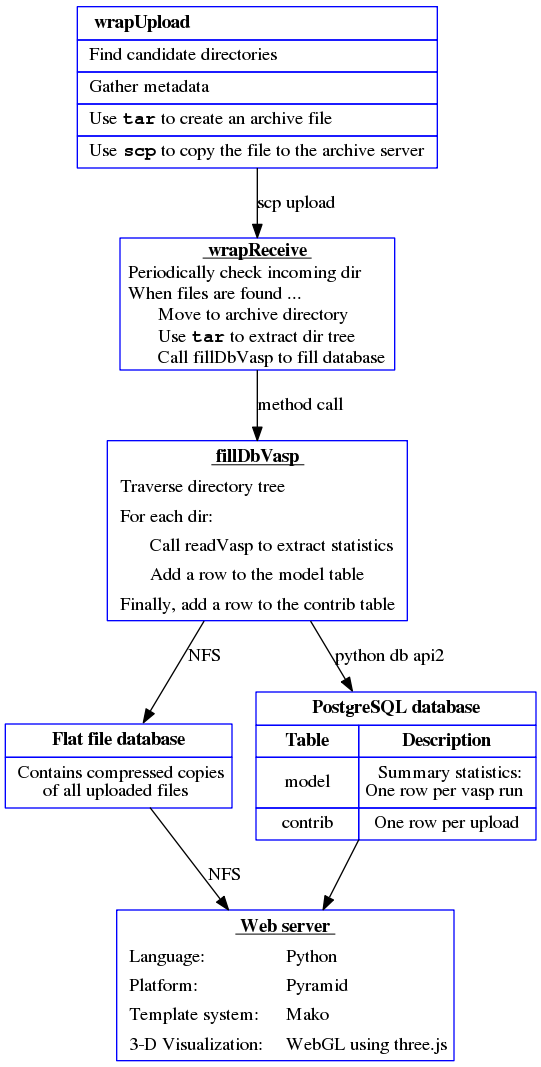 wrapUpload
Find candidate directories
Gather metadata
Use tar to create an archive file
Use scp to copy the file to the archive server
scp upload
wrapReceive
Periodically check incoming dir
When files are found ...
Move to archive directory
Use tar to extract dir tree
Call fillDbVasp to fill database
method call
fillDbVasp
Traverse directory tree
For each dir:
Call readVasp to extract statistics
Add a row to the model table
Finally, add a row to the contrib table
NFS
python db api2
Flat file database
Contains compressed copies
of all uploaded files
PostgreSQL database
Table Description
model Summary statistics:
One row per vasp run
contrib One row per upload
NFS
Web server
Language: Python
Platform: Pyramid
Template system: Mako
3-D Visualization: WebGL using three.js